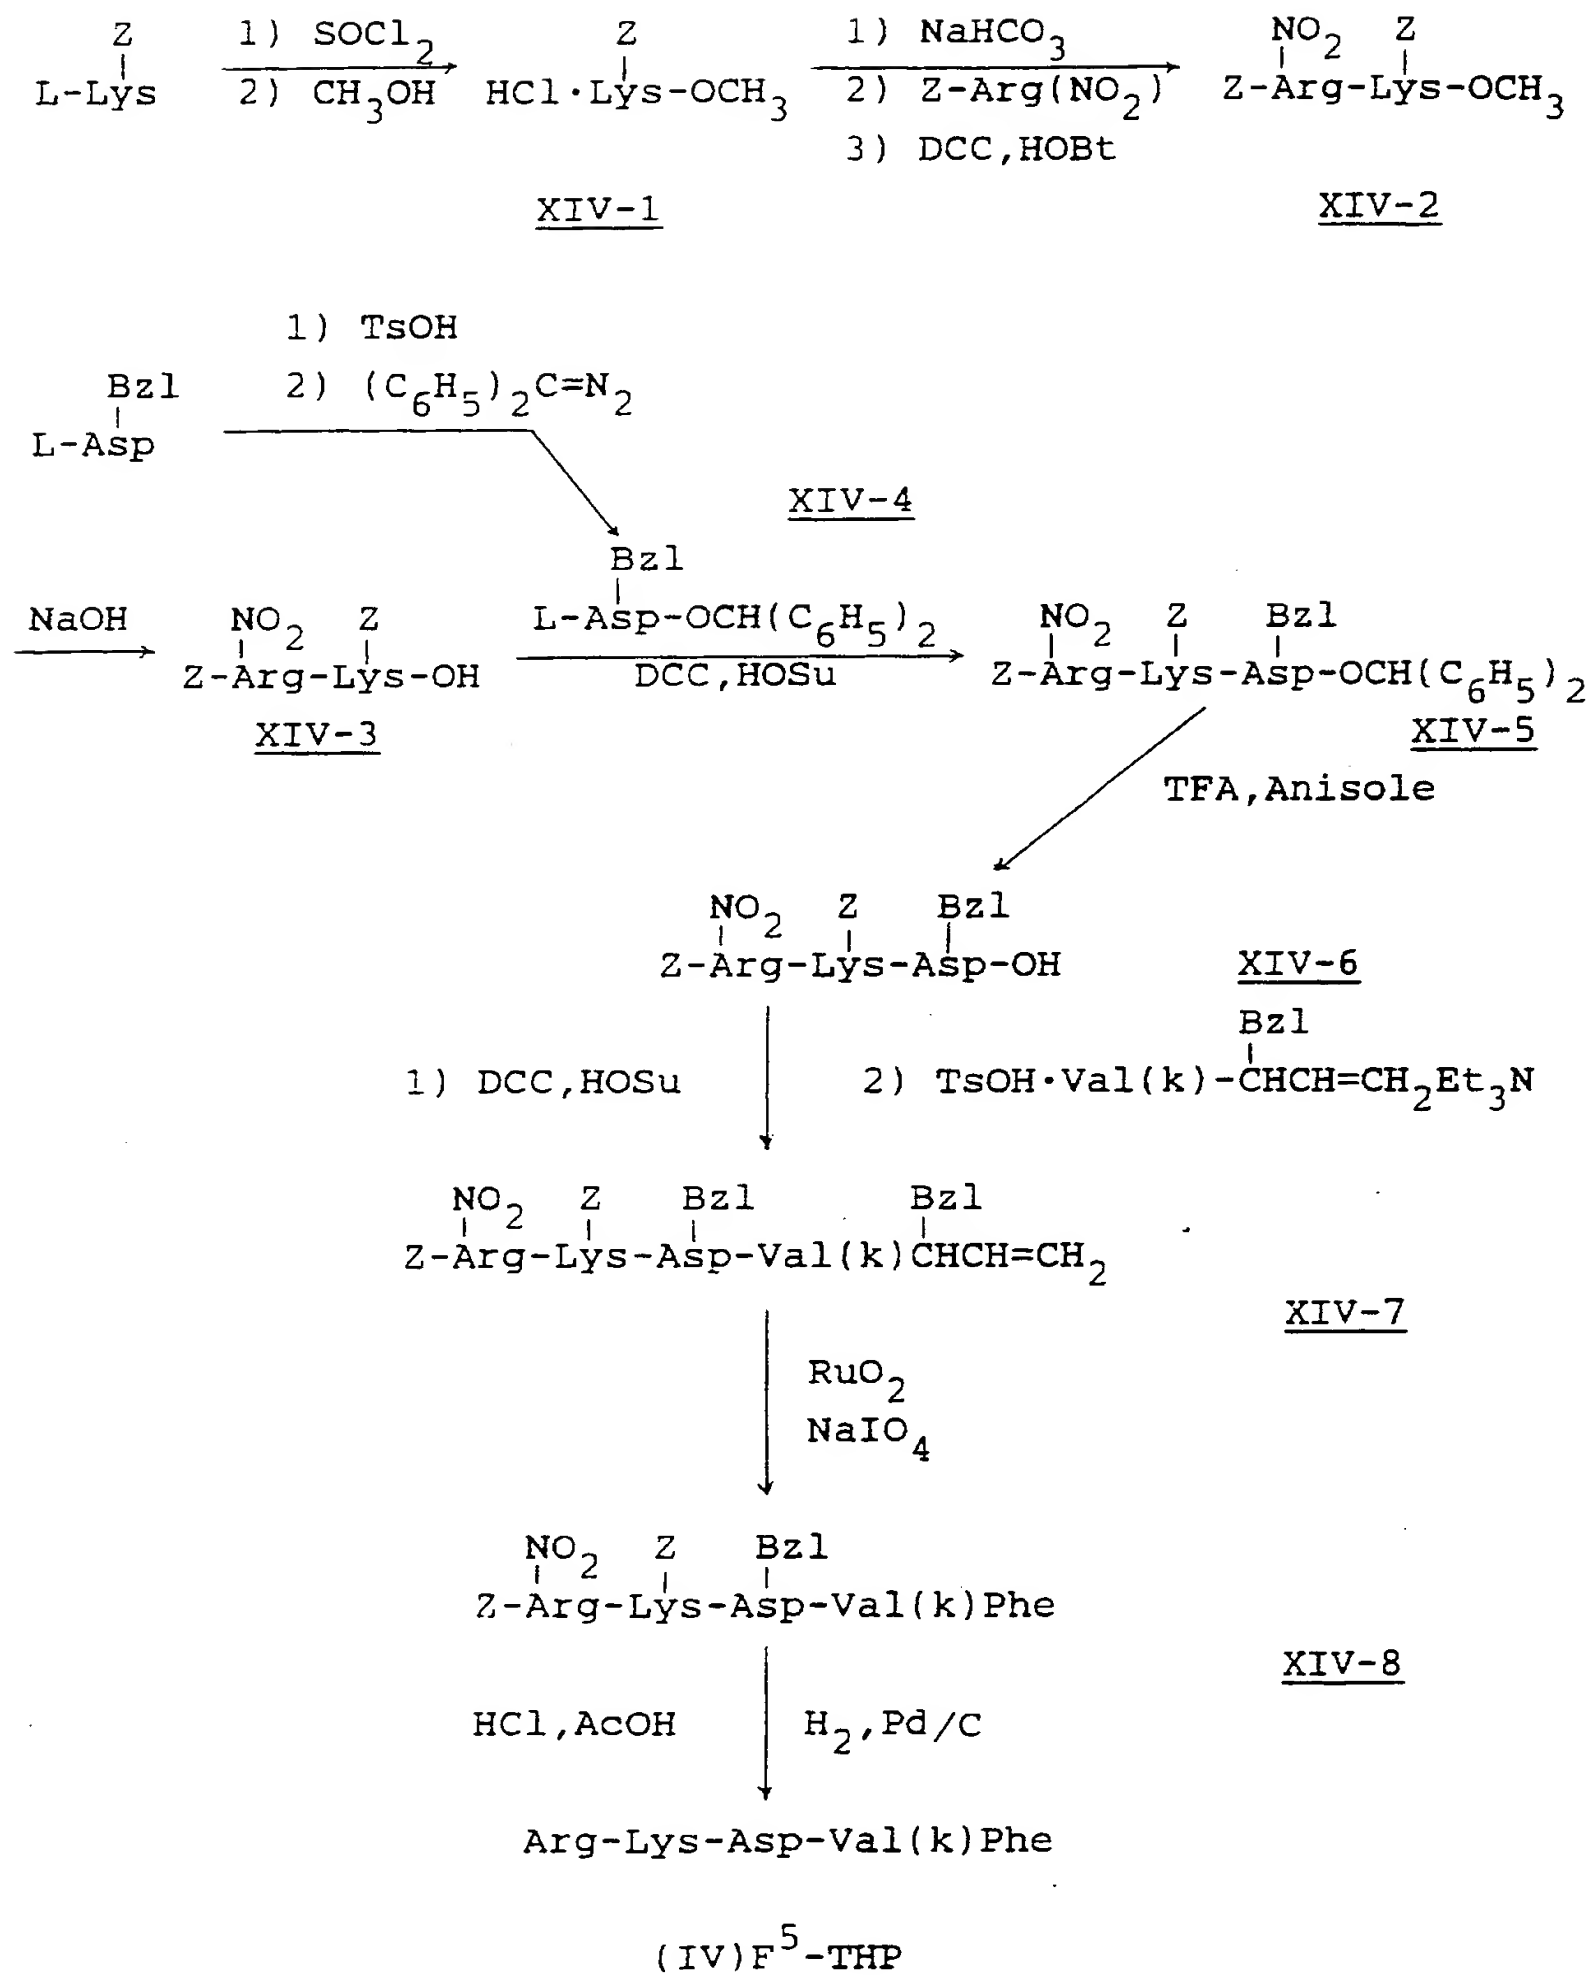 Z 1) SOCl2 Z 1) NaHCO3 NO2 Z
L-Lys 2) CH3OH HCl·Lys-OCH3 2) Z-Arg(NO2) Z-Arg-Lys-OCH3
3) DCC,HOBt
XIV-1 XIV-2
1) TsOH
Bzl 2) (C6H5)2C=N2
L-Asp
XIV-4
Bzl
NaOH NO2 Z L-Asp-OCH(C6H5)2 NO2 Z Bzl
Z-Arg-Lys-OH DCC,HOSu Z-Arg-Lys-Asp-OCH(C6H5)2
XIV-3 XIV-5
TFA,Anisole
NO2 Z Bzl
Z-Arg-Lys-Asp-OH XIV-6
Bzl
1) DCC,HOSu 2) TsOH·Val(k)-CHCH=CH2Et3N
NO2 Z Bzl Bzl
Z-Arg-Lys-Asp-Val(k)CHCH=CH2
XIV-7
RuO2
NaIO4
NO2 Z Bzl
Z-Arg-Lys-Asp-Val(k)Phe
XIV-8
HCl,AcOH H2,Pd/C
Arg-Lys-Asp-Val(k)Phe
(IV)F5-THP